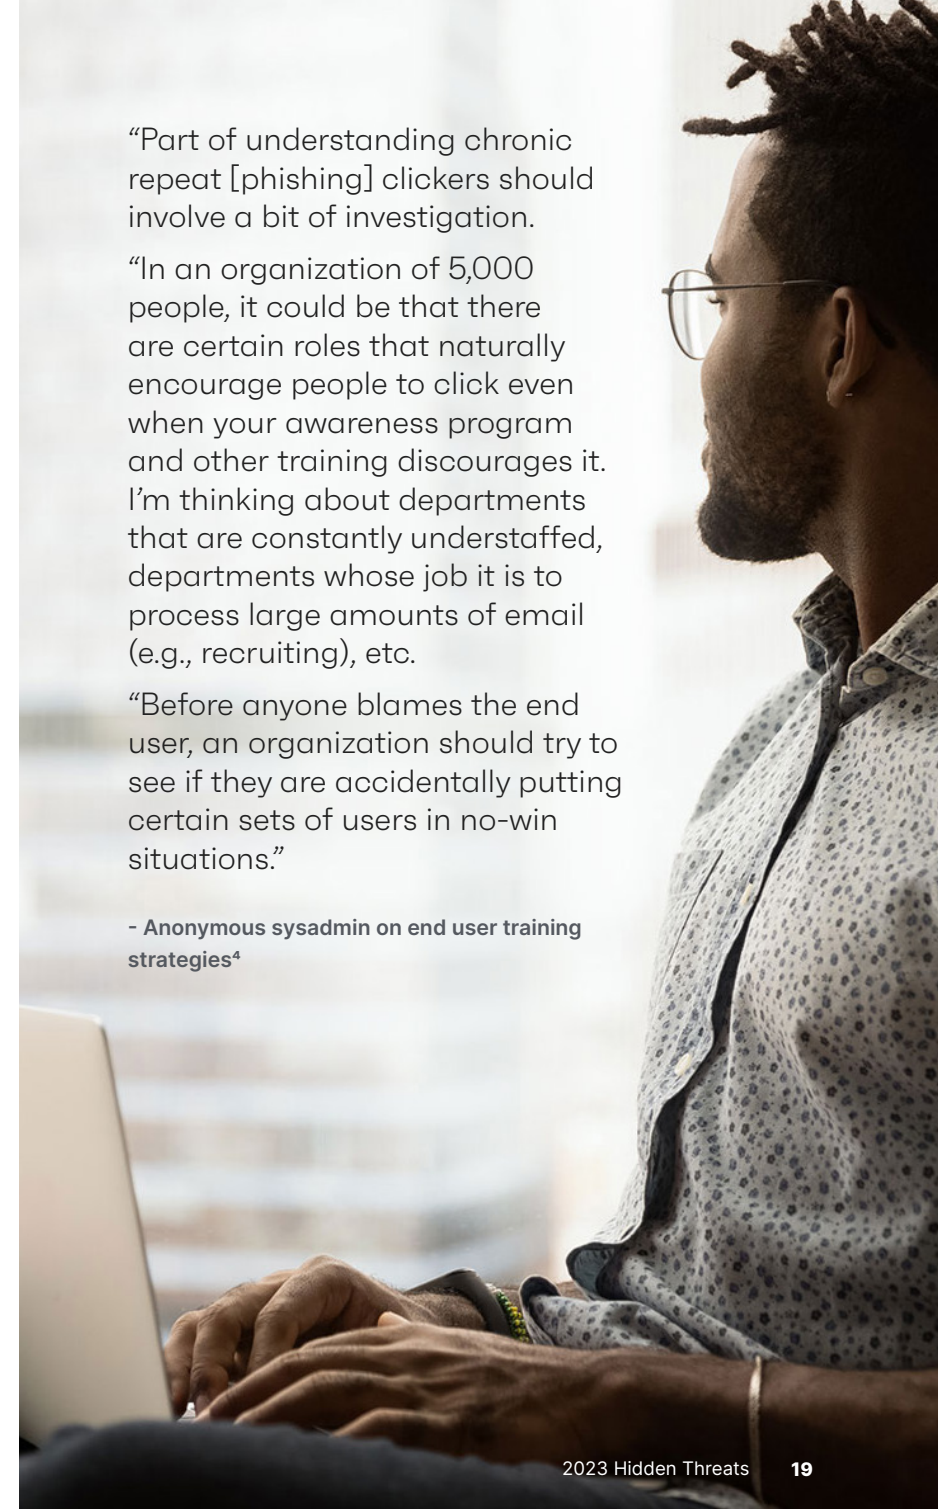 “Part of understanding chronic
repeat [phishing] clickers should
involve a bit of investigation.
“In an organization of 5,000
people, it could be that there
are certain roles that naturally
encourage people to click even
when your awareness program
and other training discourages it.
I’m thinking about departments
that are constantly understaffed,
departments whose job it is to
process large amounts of email
(e.g., recruiting), etc.
“Before anyone blames the end
user, an organization should try to
see if they are accidentally putting
certain sets of users in no-win
situations.”
- Anonymous sysadmin on end user training
strategies⁴
2023 Hidden Threats 19